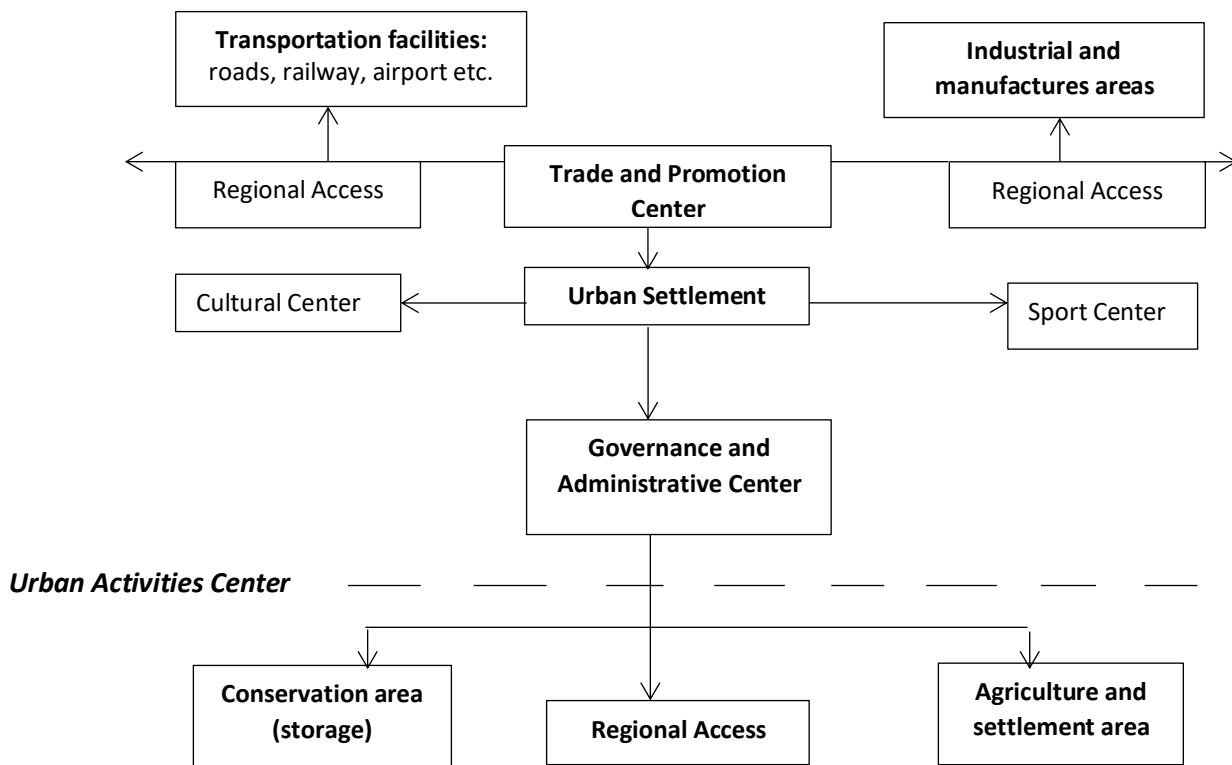 Transportation facilities:
roads, railway, airport etc.
Industrial and
manufactures areas
Regional Access
Trade and Promotion
Center
Regional Access
Cultural Center
Urban Settlement
Sport Center
Governance and
Administrative Center
Urban Activities Center
Conservation area
(storage)
Regional Access
Agriculture and
settlement area